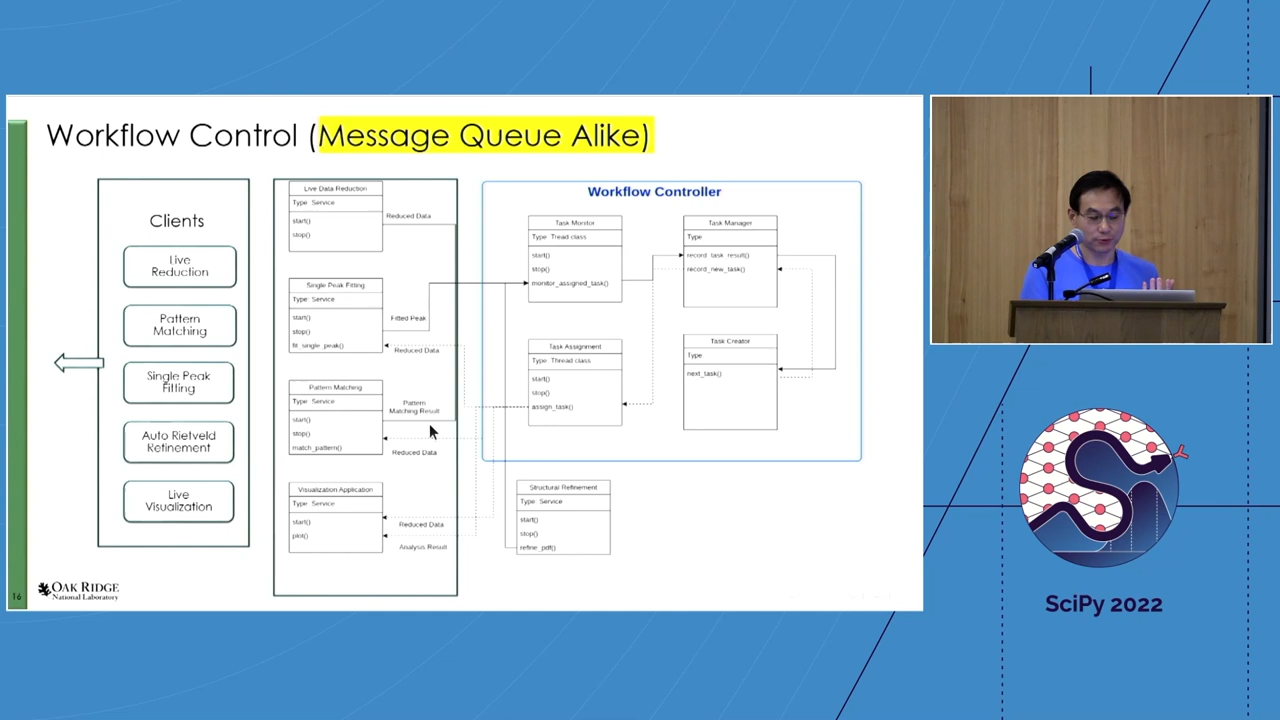 Workflow Control (Message Queue Alike)
Clients
Live
Reduction
Pattern
Matching
Single Peak
Fitting
Auto Rietveld
Refinement
Live
Visualization
Live Data Reduction
Type: Service
start()
stop()
Reduced Data
Single Peak Fitting
Type: Service
start()
stop()
fit_single_peak()
Fitted Peak
Reduced Data
Pattern Matching
Type: Service
start()
stop()
match_pattern()
Pattern
Matching Result
Reduced Data
Visualization Application
Type: Service
start()
plot()
Reduced Data
Analysis Result
Workflow Controller
Task Monitor
Type: Tread class
start()
stop()
monitor_assigned_task()
Task Manager
Type
record_task_result()
record_new_task()
Task Assignment
Type: Thread class
start()
stop()
assign_task()
Task Creator
Type
next_task()
Structural Refinement
Type: Service
start()
stop()
refine_pdf()
16
OAK RIDGE
National Laboratory
SciPy 2022